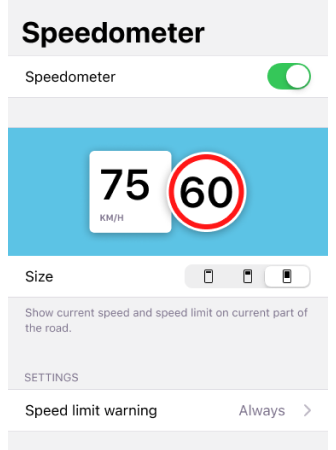 Speedometer
Speedometer
75
KM/H
60
Size
Show current speed and speed limit on current part of
the road.
SETTINGS
Speed limit warning Always